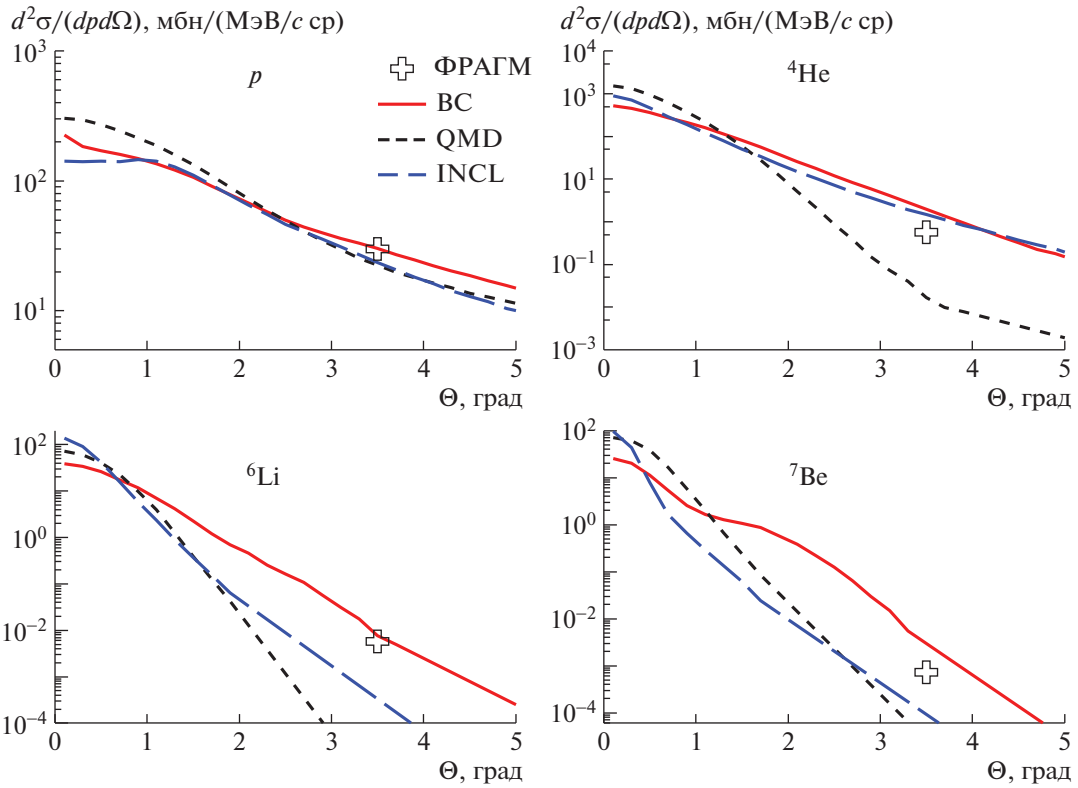 d²σ/(dpdΩ), мбн/(МэВ/c ср)
10³
10²
10¹
p
ФРАГМ
BC
QMD
INCL
0 1 2 3 4 5
Θ, град
d²σ/(dpdΩ), мбн/(МэВ/c ср)
10⁴
10³
10¹
10⁻¹
10⁻³
⁴He
0 1 2 3 4 5
Θ, град
10²
10⁰
10⁻²
10⁻⁴
⁶Li
0 1 2 3 4 5
Θ, град
10²
10⁰
10⁻²
10⁻⁴
⁷Be
0 1 2 3 4 5
Θ, град